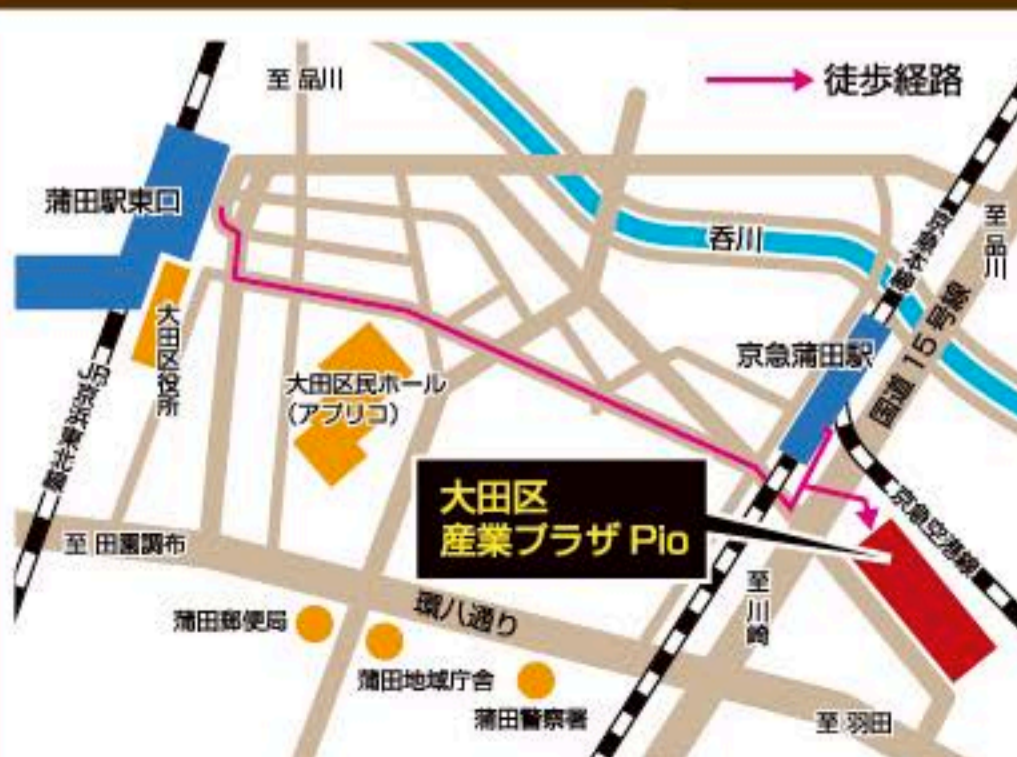 至 品川
徒歩経路
蒲田駅東口
呑川
京急本線
至 品川
大田区役所
京急蒲田駅
国道 15号線
JR京浜東北線
大田区民ホール
(アプリコ)
大田区
産業プラザ Pio
京急空港線
至 田園調布
至 川崎
環八通り
蒲田郵便局
蒲田地域庁舎
蒲田警察署
至 羽田